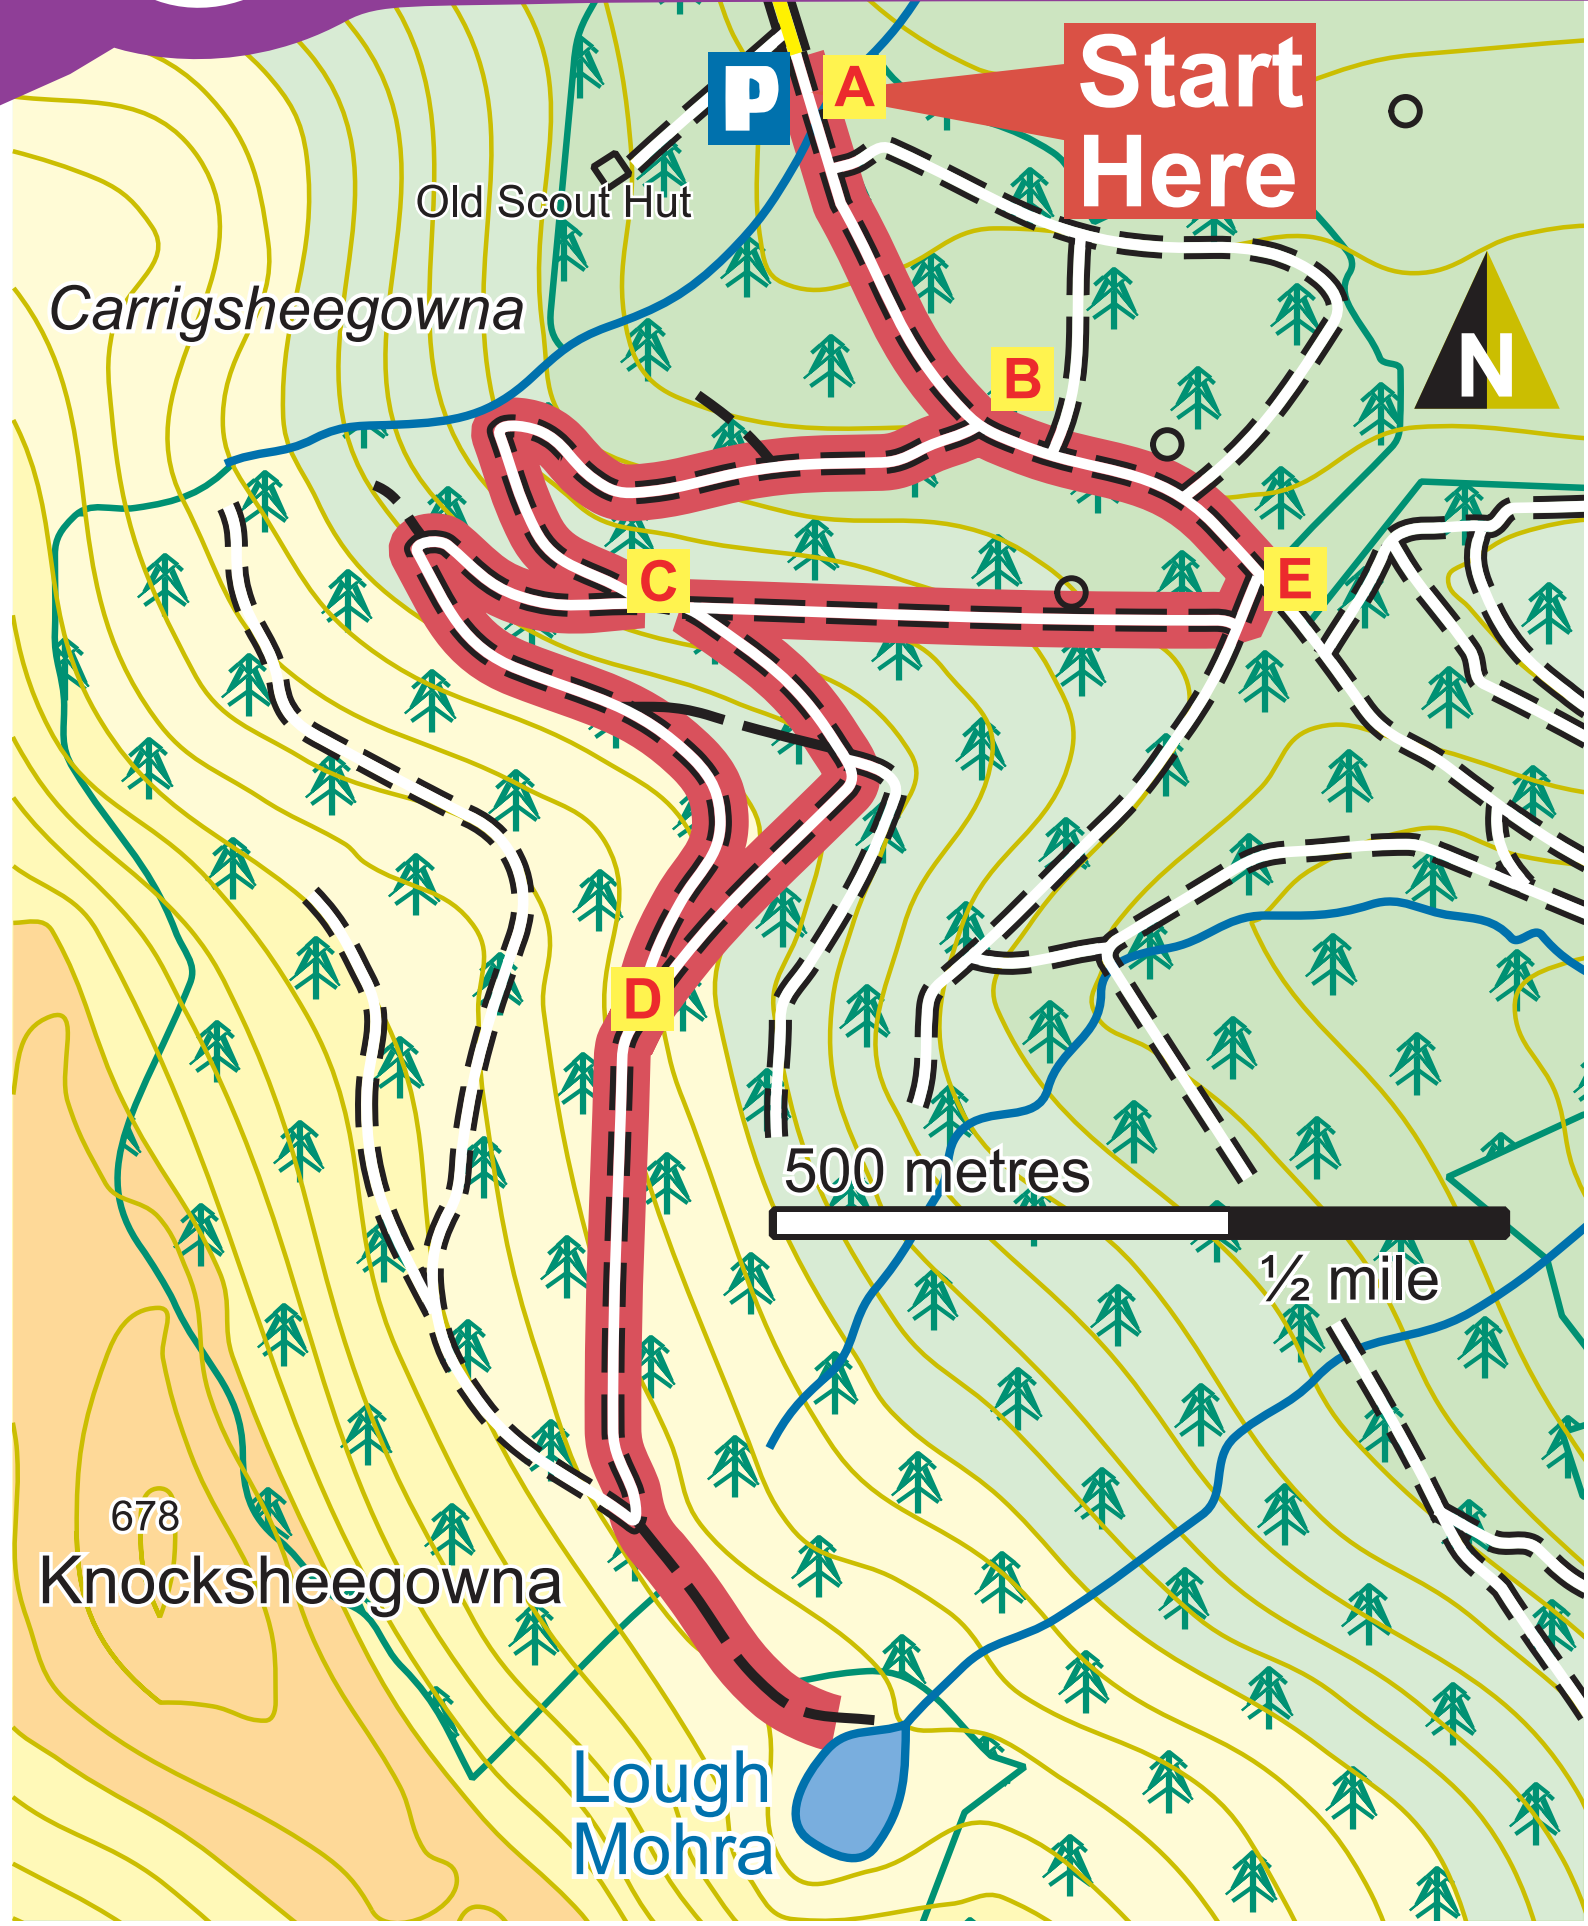 P
A
Start
Here
Old Scout Hut
Carrigsheegowna
N
B
C
E
D
500 metres
½ mile
678
Knocksheegowna
Lough
Mohra